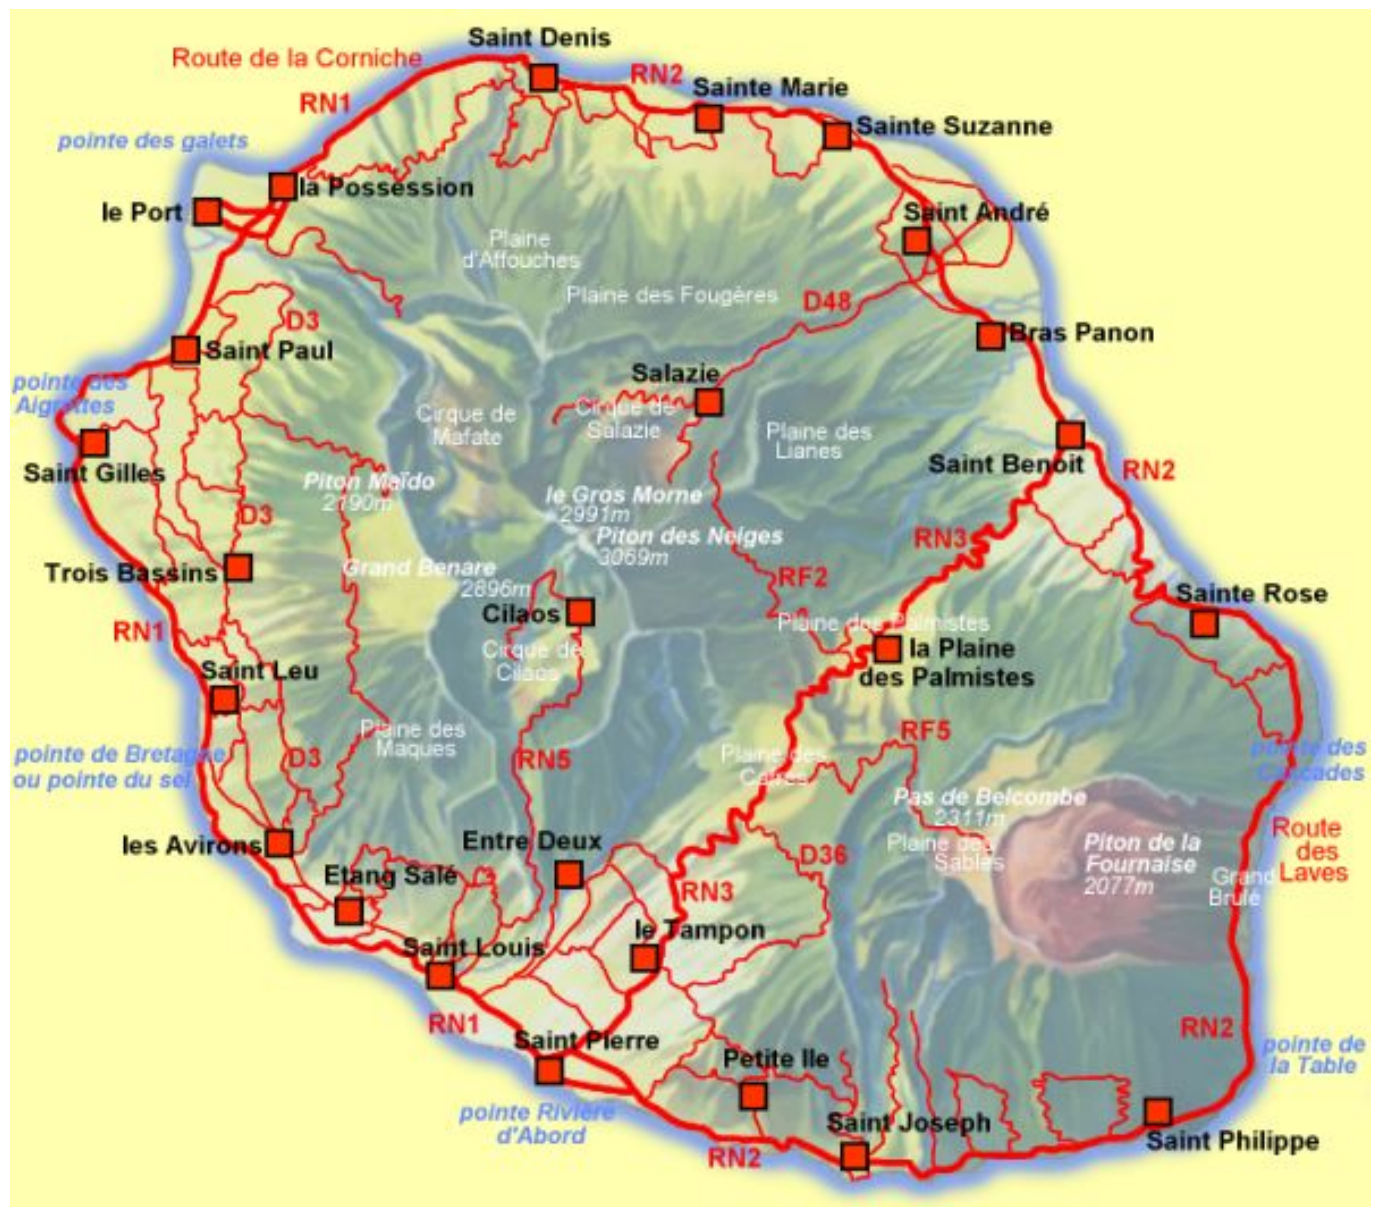 Saint Denis
Route de la Corniche
RN2
Sainte Marie
RN1
Sainte Suzanne
pointe des galets
la Possession
le Port
Saint André
Plaine
d'Affouches
Plaine des Fougères
D48
D3
Bras Panon
Saint Paul
Salazie
pointe des
Aigrettes
Cirque de
Mafate
Cirque de
Salazie
Plaine des
Lianes
Saint Gilles
Saint Benoit
RN2
Piton Maïdo
2190m
le Gros Morne
2991m
D3
Piton des Neiges
3069m
RN3
Trois Bassins
Grand Benare
2896m
RF2
Sainte Rose
Cilaos
Plaine des Palmistes
RN1
Cirque de
Cilaos
la Plaine
des Palmistes
Saint Leu
Plaine des
Maques
RF5
pointe de Bretagne
ou pointe du sel
D3
RN5
Plaine des
Cafres
pointe des
Cascades
Pas de Belcombe
2311m
Route
des
Laves
les Avirons
Entre Deux
Plaine des
Sables
Piton de la
Fournaise
2077m
D36
Etang Salé
RN3
Grand
Brulé
le Tampon
Saint Louis
RN1
RN2
Saint Pierre
Petite Ile
pointe de
la Table
pointe Rivière
d'Abord
Saint Joseph
Saint Philippe
RN2